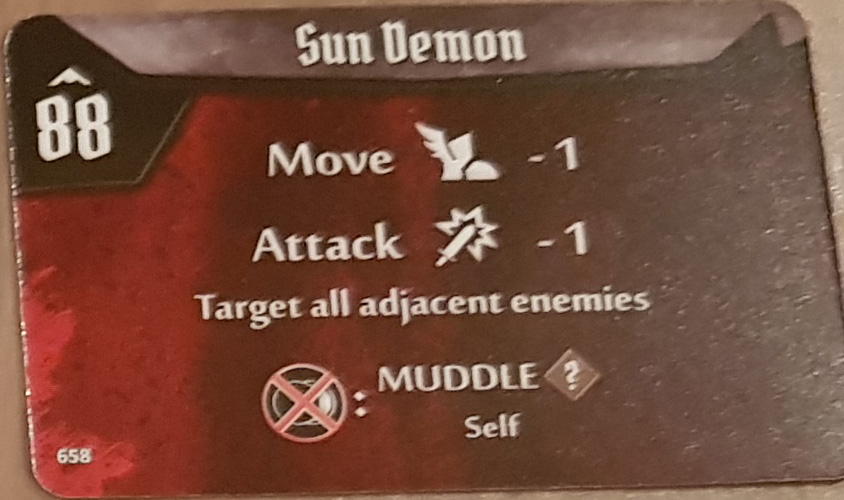 Sun Demon
88
Move - 1
Attack - 1
Target all adjacent enemies
: MUDDLE ?
Self
658